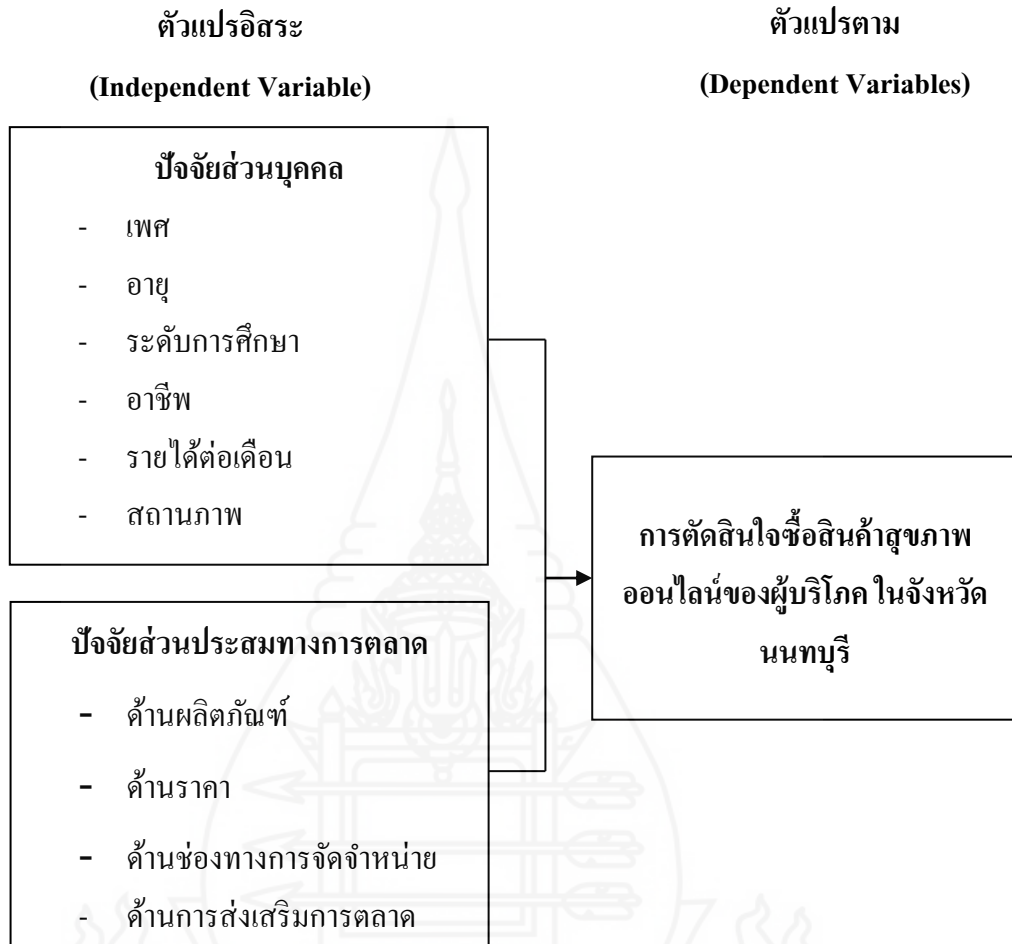 ตัวแปรอิสระ
(Independent Variable)
ตัวแปรตาม
(Dependent Variables)
ปัจจัยส่วนบุคคล
- เพศ
- อายุ
- ระดับการศึกษา
- อาชีพ
- รายได้ต่อเดือน
- สถานภาพ
ปัจจัยส่วนประสมทางการตลาด
- ด้านผลิตภัณฑ์
- ด้านราคา
- ด้านช่องทางการจัดจำหน่าย
- ด้านการส่งเสริมการตลาด
การตัดสินใจซื้อสินค้าสุขภาพ
ออนไลน์ของผู้บริโภค ในจังหวัด
นนทบุรี